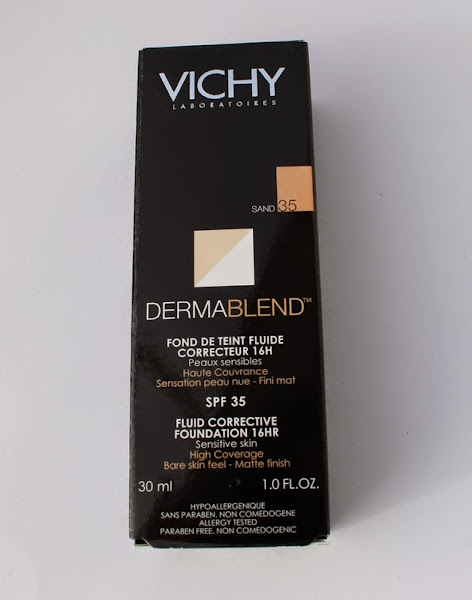 VICHY
LABORATOIRES
SAND 35
DERMABLEND™
FOND DE TEINT FLUIDE
CORRECTEUR 16H
Peaux sensibles
Haute Couvrance
Sensation peau nue - Fini mat
SPF 35
FLUID CORRECTIVE
FOUNDATION 16HR
Sensitive skin
High Coverage
Bare skin feel - Matte finish
30 ml 1.0 FL.OZ.
HYPOALLERGENIQUE
SANS PARABEN, NON COMEDOGENE
ALLERGY TESTED
PARABEN FREE, NON COMEDOGENIC